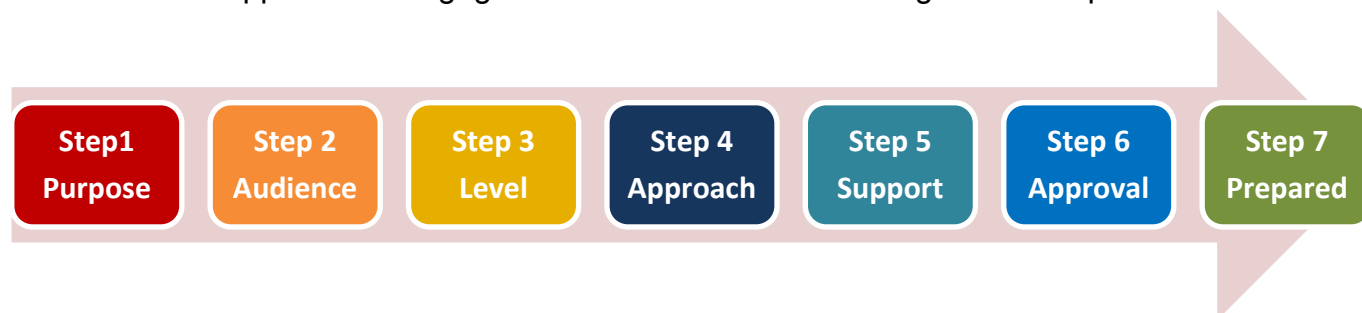 Step1
Purpose
Step 2
Audience
Step 3
Level
Step 4
Approach
Step 5
Support
Step 6
Approval
Step 7
Prepared